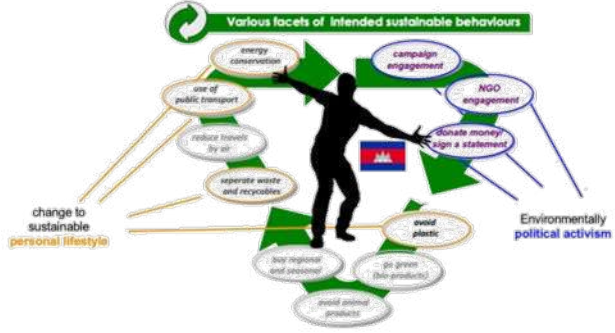 Various facets of intended sustainable behaviours
energy
conservation
campaign
engagement
use of
public transport
NGO
engagement
reduce travels
by air
donate money/
sign a statement
seperate waste
and recycables
change to
sustainable
personal lifestyle
avoid
plastic
Environmentally
political activism
buy regional
and seasonal
go green
(bio-products)
avoid animal
products